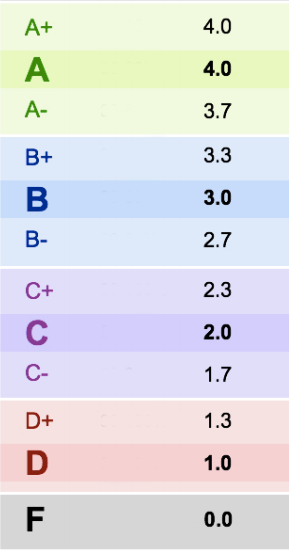 A+ 4.0
A 4.0
A- 3.7
B+ 3.3
B 3.0
B- 2.7
C+ 2.3
C 2.0
C- 1.7
D+ 1.3
D 1.0
F 0.0